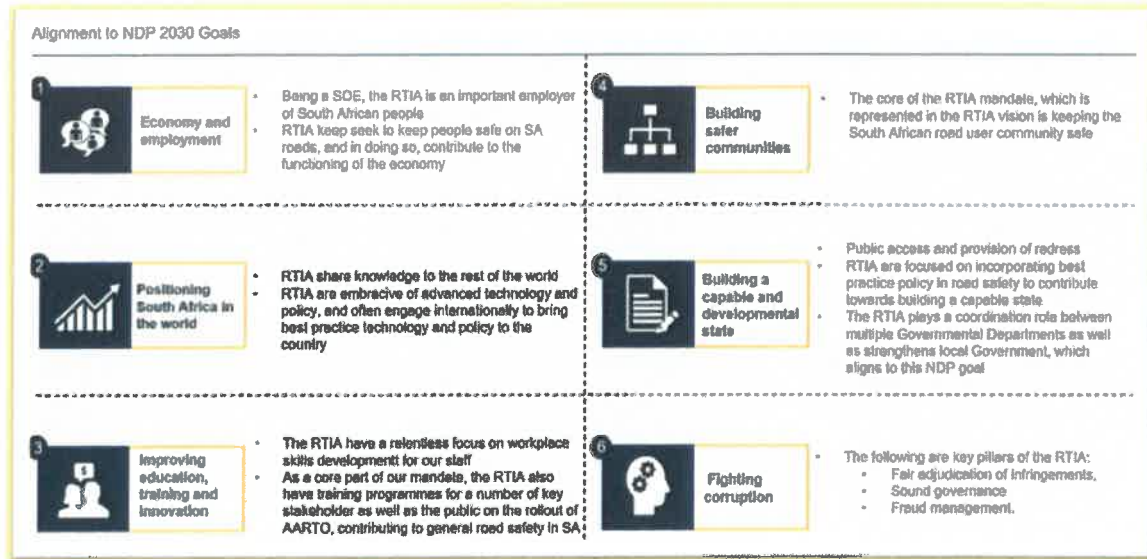 Alignment to NDP 2030 Goals
1
Economy and
employment
• Being a SOE, the RTIA is an important employer
of South African people
• RTIA keep seek to keep people safe on SA
roads, and in doing so, contribute to the
functioning of the economy
2
Positioning
South Africa in
the world
• RTIA share knowledge to the rest of the world
• RTIA are embracive of advanced technology and
policy, and often engage internationally to bring
best practice technology and policy to the
country
3
Improving
education,
training and
innovation
• The RTIA have a relentless focus on workplace
skills developmentt for our staff
• As a core part of our mandate, the RTIA also
have training programmes for a number of key
stakeholder as well as the public on the rollout of
AARTO, contributing to general road safety in SA
4
Building
safer
communities
• The core of the RTIA mandate, which is
represented in the RTIA vision is keeping the
South African road user community safe
5
Building a
capable and
developmental
state
• Public access and provision of redress
• RTIA are focused on incorporating best
practice policy in road safety to contribute
towards building a capable state
• The RTIA plays a coordination role between
multiple Governmental Departments as well
as strengthens local Government, which
aligns to this NDP goal
6
Fighting
corruption
• The following are key pillars of the RTIA:
• Fair adjudication of infringements,
• Sound governance
• Fraud management.